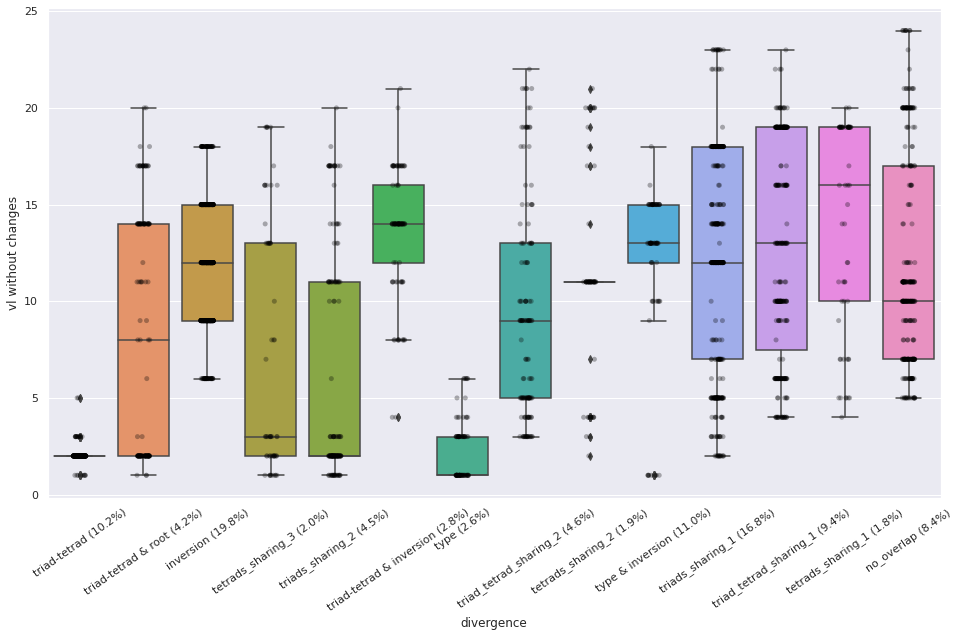 25
20
15
10
5
0
vl without changes
triad-tetrad (10.2%)
triad-tetrad & root (4.2%)
inversion (19.8%)
tetrads_sharing_3 (2.0%)
triads_sharing_2 (4.5%)
triad-tetrad & inversion (2.8%)
type (2.6%)
triad_tetrad_sharing_2 (4.6%)
tetrads_sharing_2 (1.9%)
type & inversion (11.0%)
triads_sharing_1 (16.8%)
triad_tetrad_sharing_1 (9.4%)
tetrads_sharing_1 (1.8%)
no_overlap (8.4%)
divergence